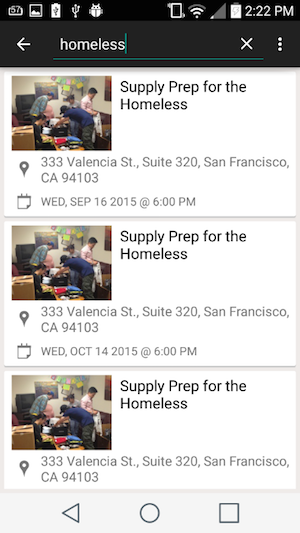 57
2:22 PM
homeless
Supply Prep for the
Homeless
333 Valencia St., Suite 320, San Francisco,
CA 94103
WED, SEP 16 2015 @ 6:00 PM
Supply Prep for the
Homeless
333 Valencia St., Suite 320, San Francisco,
CA 94103
WED, OCT 14 2015 @ 6:00 PM
Supply Prep for the
Homeless
333 Valencia St., Suite 320, San Francisco,
CA 94103